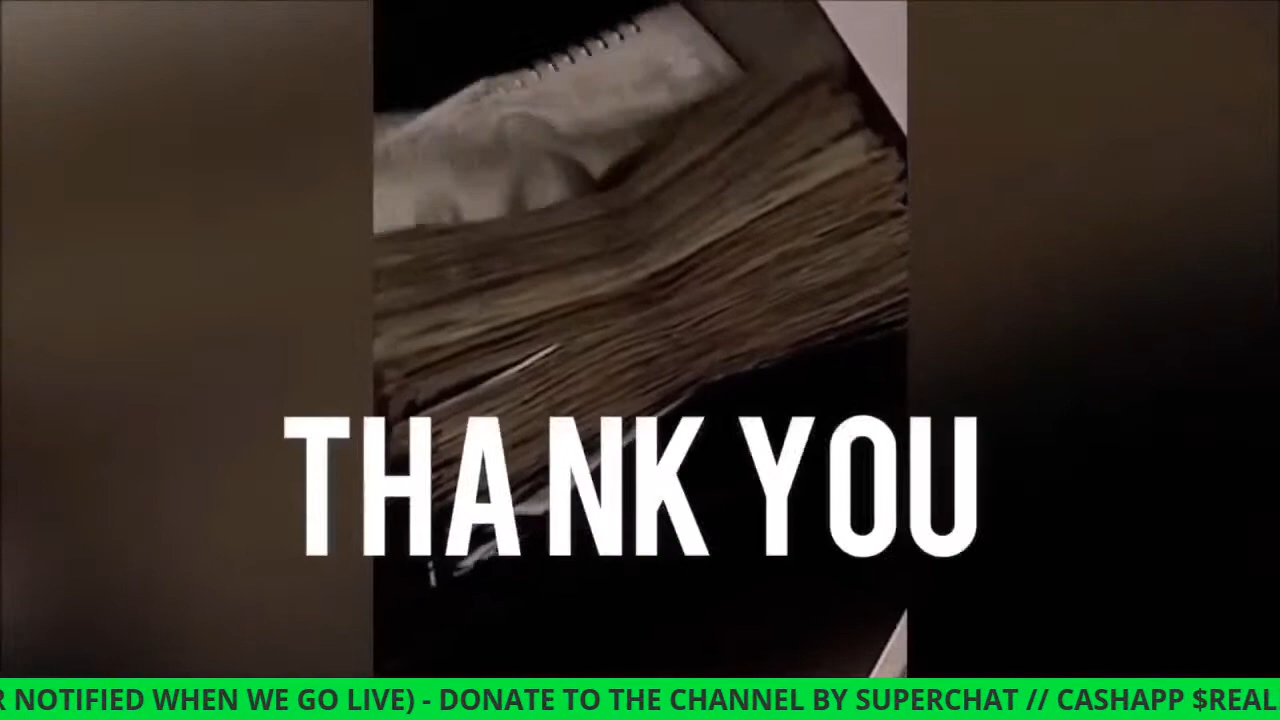 THANK YOU
R NOTIFIED WHEN WE GO LIVE) - DONATE TO THE CHANNEL BY SUPERCHAT // CASHAPP $REAL